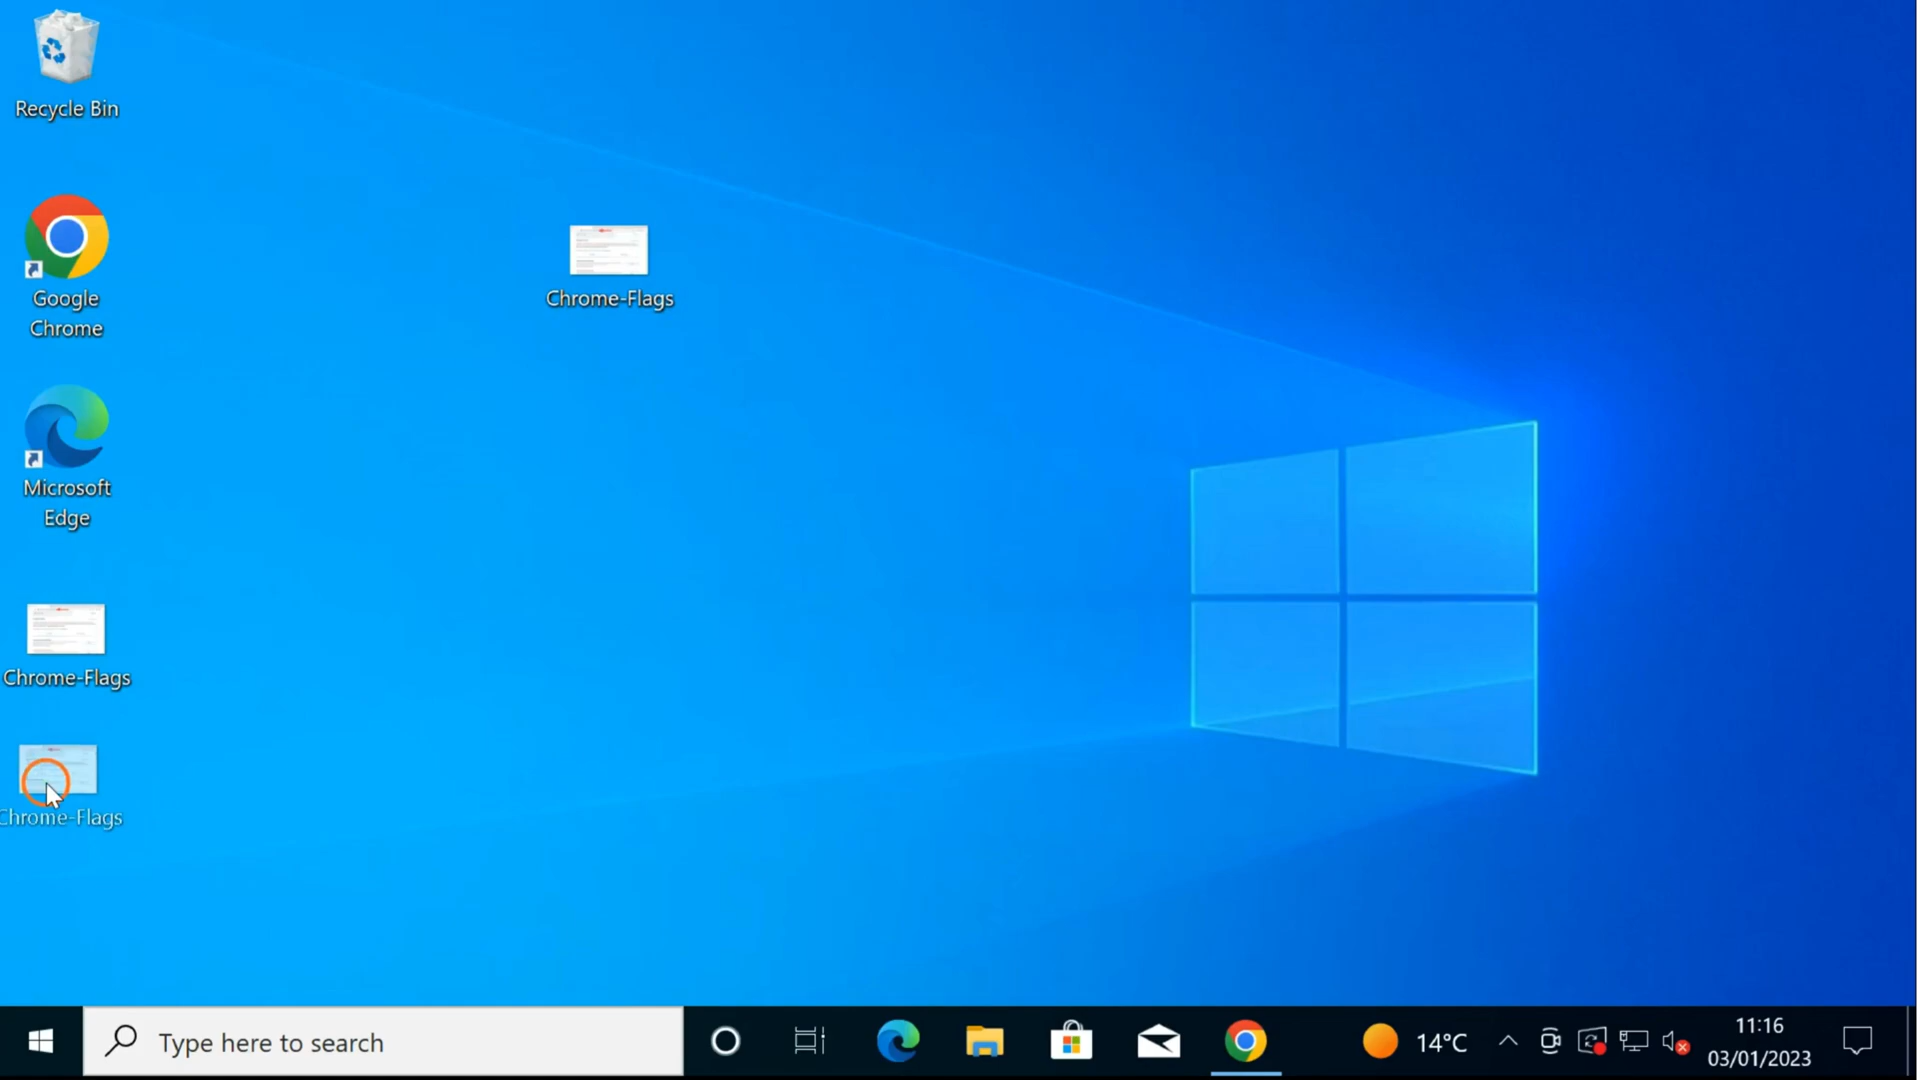 Recycle Bin
Google
Chrome
Microsoft
Edge
Chrome-Flags
Chrome-Flags
Chrome-Flags
Type here to search
14°C
11:16
03/01/2023